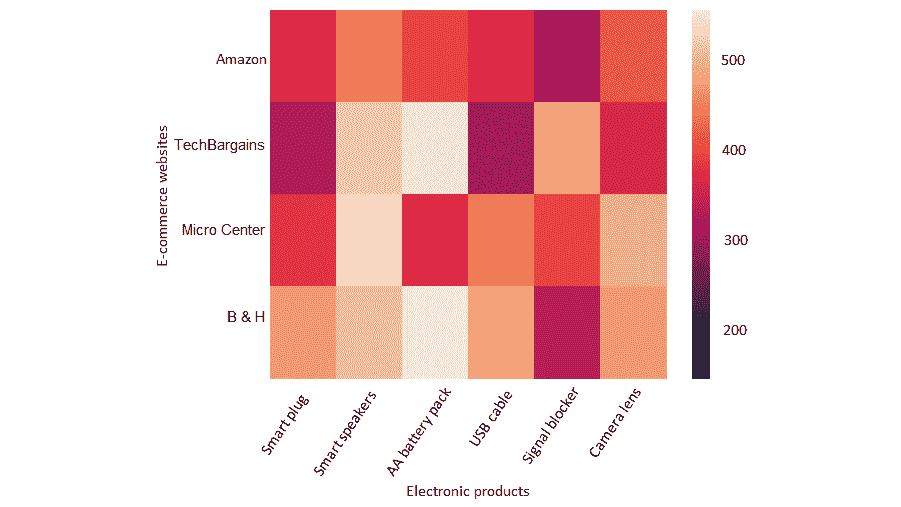 Amazon
TechBargains
Micro Center
B & H
E-commerce websites
Smart plug
Smart speakers
AA battery pack
USB cable
Signal blocker
Camera lens
Electronic products
500
400
300
200